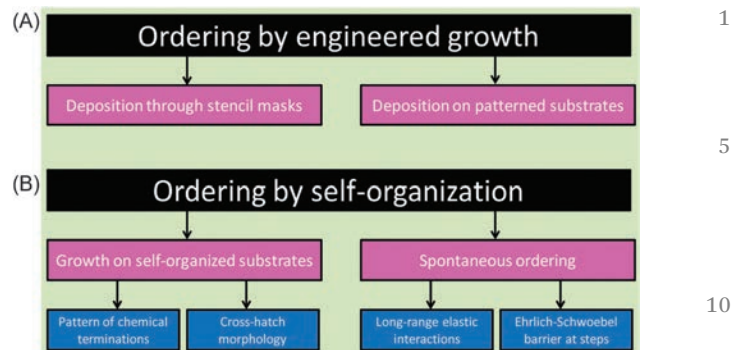 (A)
Ordering by engineered growth
Deposition through stencil masks
Deposition on patterned substrates
(B)
Ordering by self-organization
Growth on self-organized substrates
Spontaneous ordering
Pattern of chemical
terminations
Cross-hatch
morphology
Long-range elastic
interactions
Ehrlich-Schwoebel
barrier at steps
1
5
10